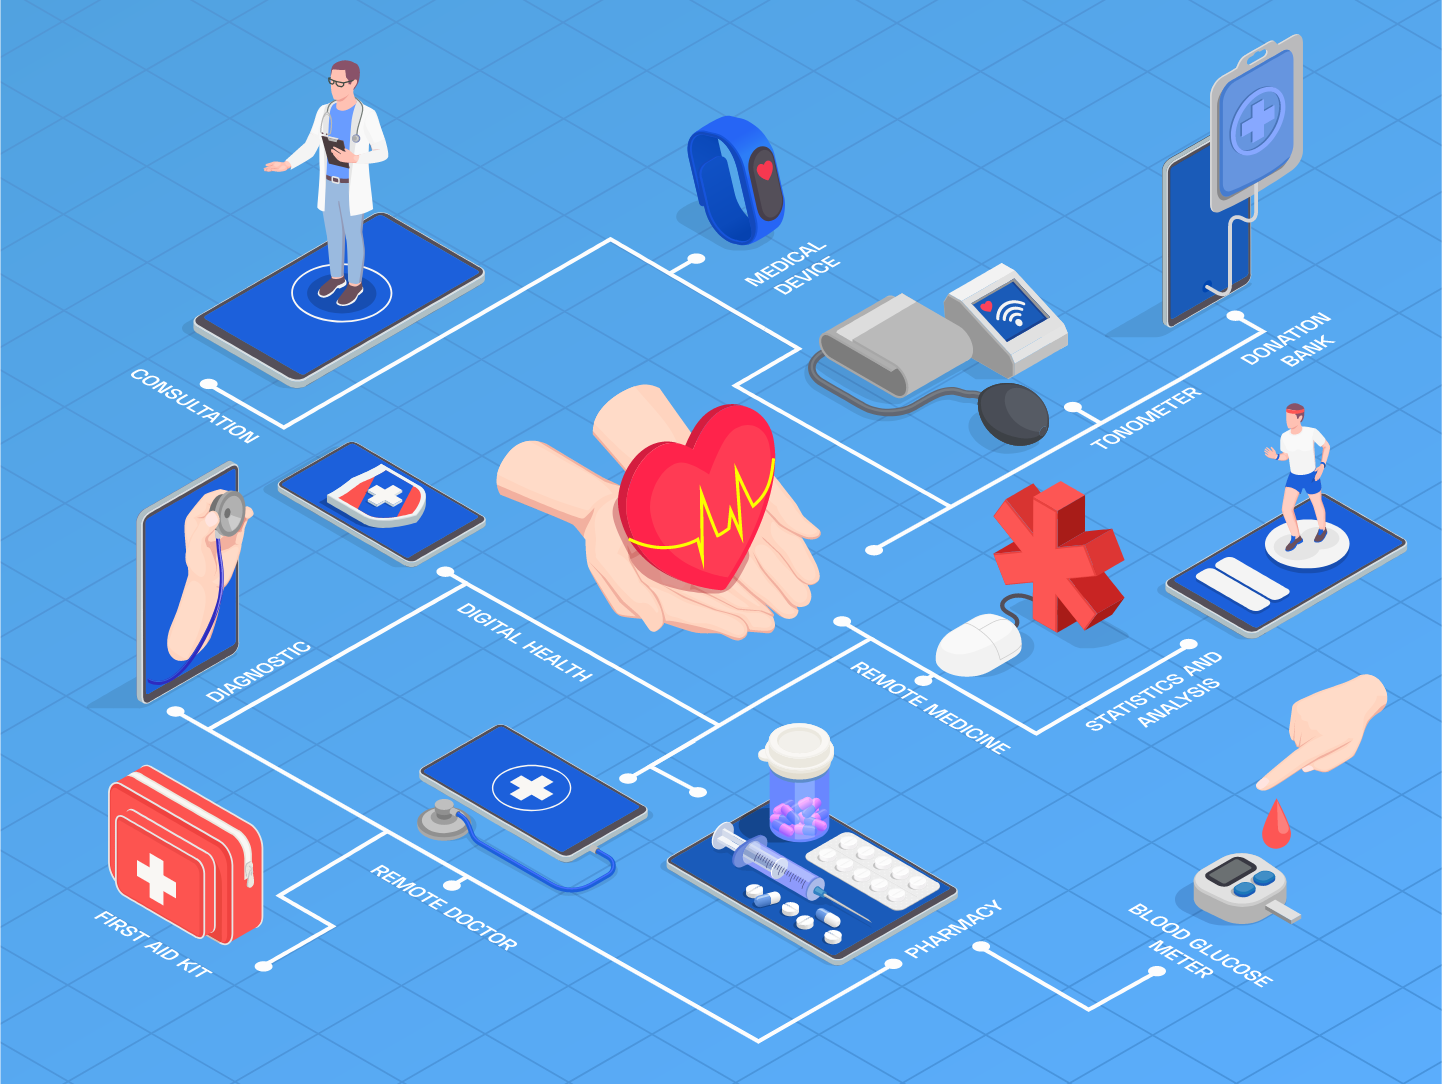 MEDICAL
DEVICE
DONATION
BANK
CONSULTATION
TONOMETER
DIGITAL HEALTH
DIAGNOSTIC
REMOTE MEDICINE
STATISTICS AND
ANALYSIS
REMOTE DOCTOR
FIRST AID KIT
PHARMACY
BLOOD GLUCOSE
METER